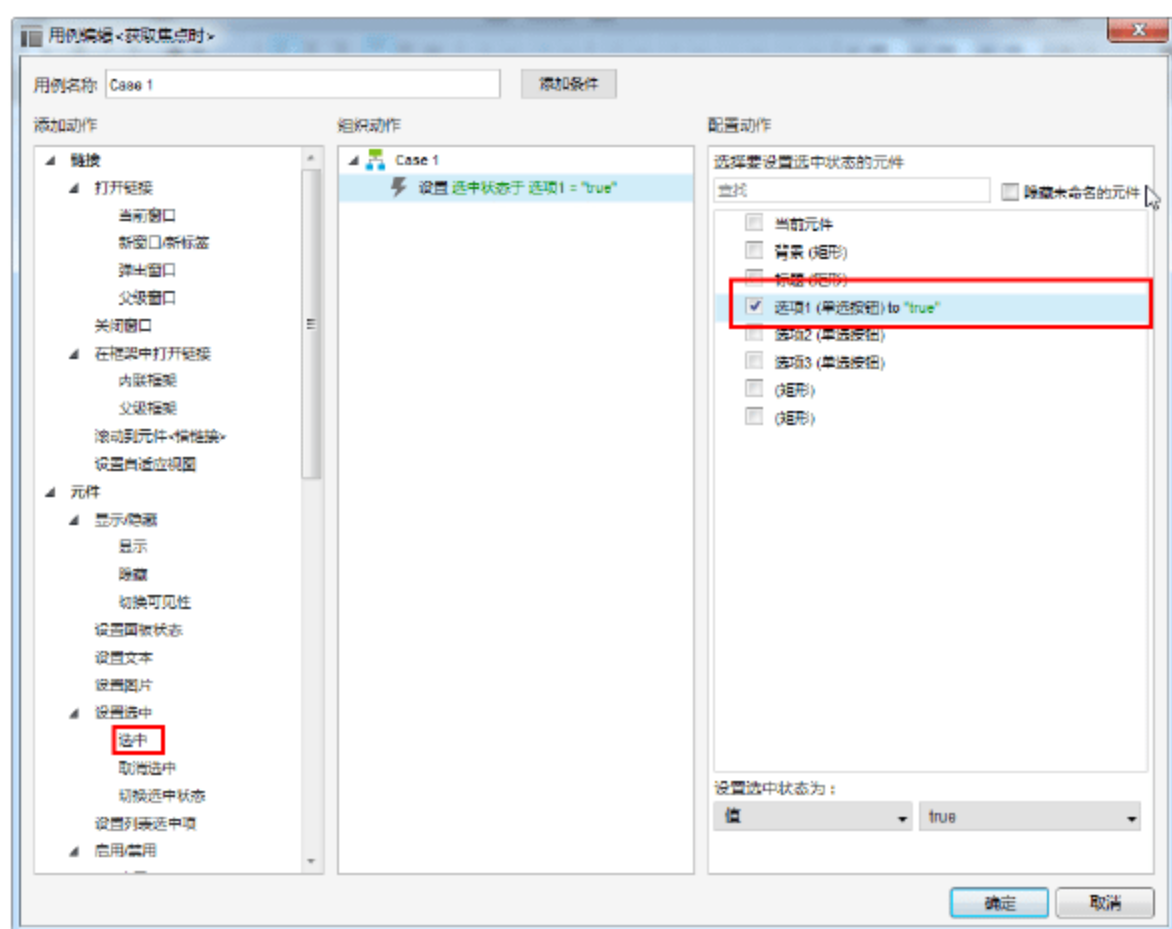 用例编辑<获取焦点时>
用例名称 Case 1 添加条件
添加动作
链接
打开链接
当前窗口
新窗口/新标签
弹出窗口
父级窗口
关闭窗口
在框架中打开链接
内联框架
父级框架
滚动到元件<锚链接>
设置自适应视图
元件
显示/隐藏
显示
隐藏
切换可见性
设置面板状态
设置文本
设置图片
设置选中
选中
取消选中
切换选中状态
设置列表选中项
启用/禁用
组织动作
Case 1
设置 选中状态于 选项1 = "true"
配置动作
选择要设置选中状态的元件
查找 隐藏未命名的元件
当前元件
背景 (矩形)
标题 (矩形)
选项1 (单选按钮) to "true"
选项2 (单选按钮)
选项3 (单选按钮)
(矩形)
(矩形)
设置选中状态为：
值 true
确定 取消